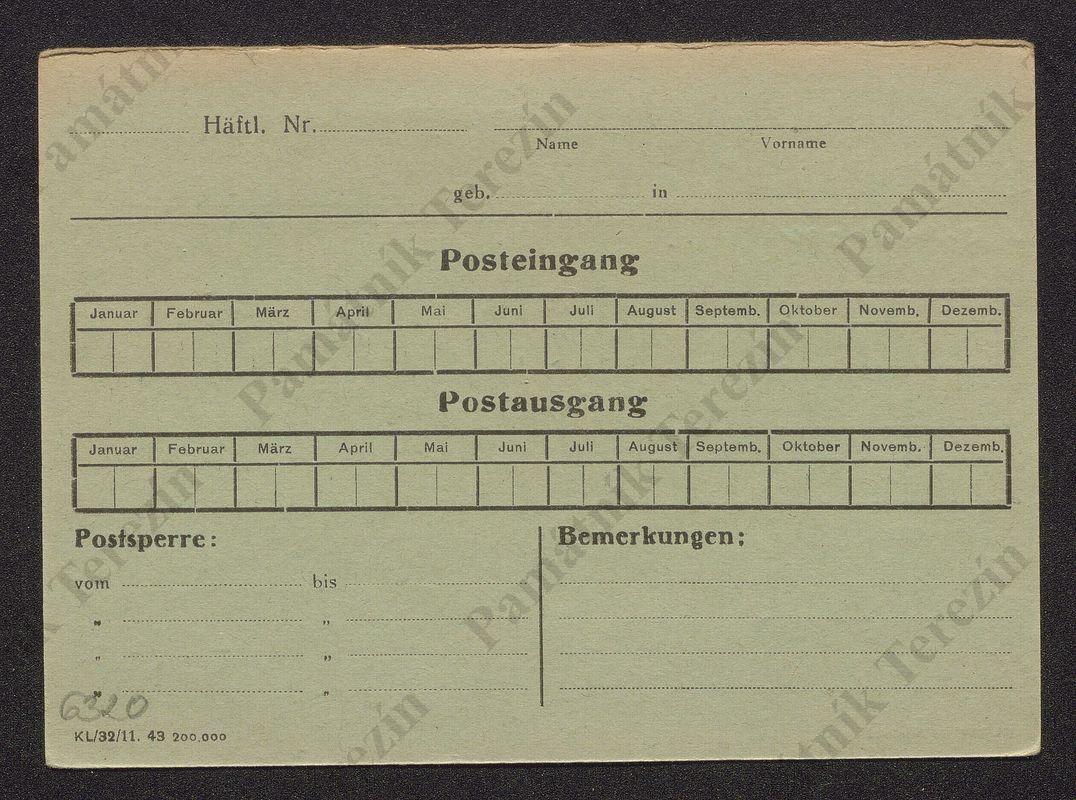 Häftl. Nr.
Name Vorname
geb. in
Posteingang
Januar Februar März April Mai Juni Juli August Septemb. Oktober Novemb. Dezemb.
Postausgang
Januar Februar März April Mai Juni Juli August Septemb. Oktober Novemb. Dezemb.
Postsperre: Bemerkungen:
vom bis
„ „
„ „
„ „
6320
KL/32/11. 43 200.000
Památník Terezín